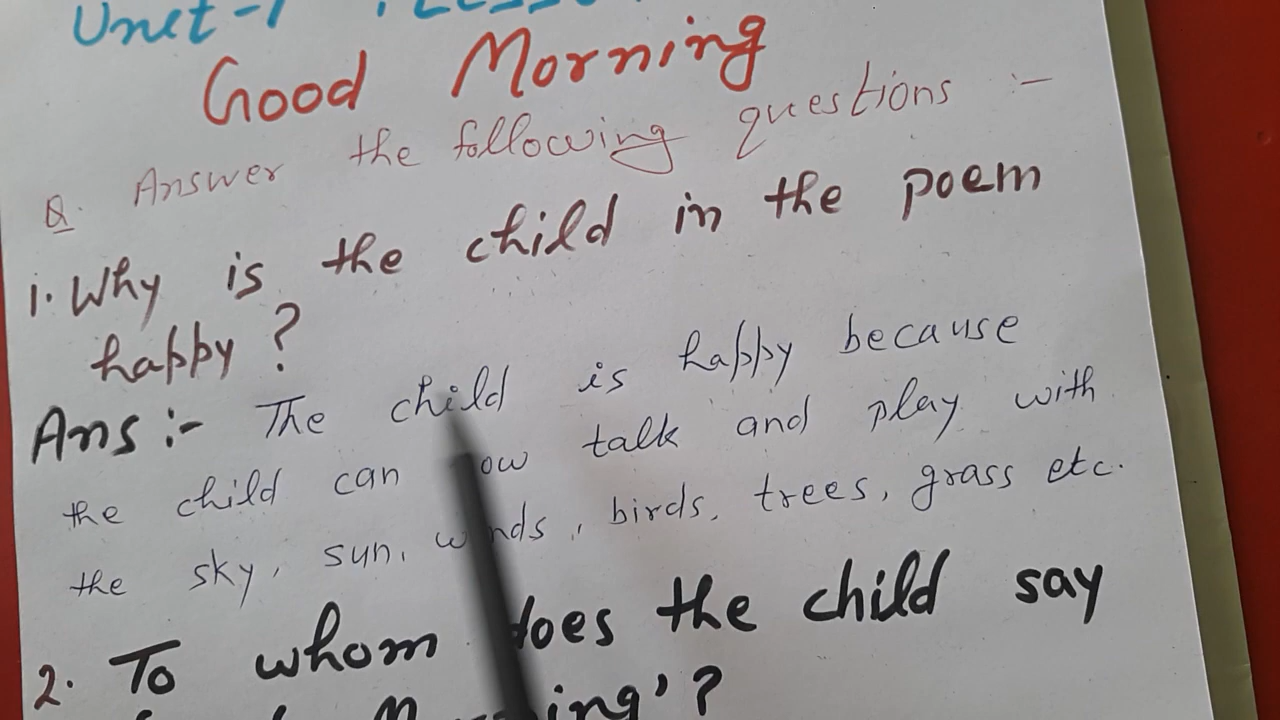 Unit-1
Good Morning
Q. Answer the following questions :-
1. Why is the child in the poem
happy ?
Ans :- The child is happy because
the child can talk and play with
the sky, sun, winds, birds, trees, grass etc.
2. To whom does the child say